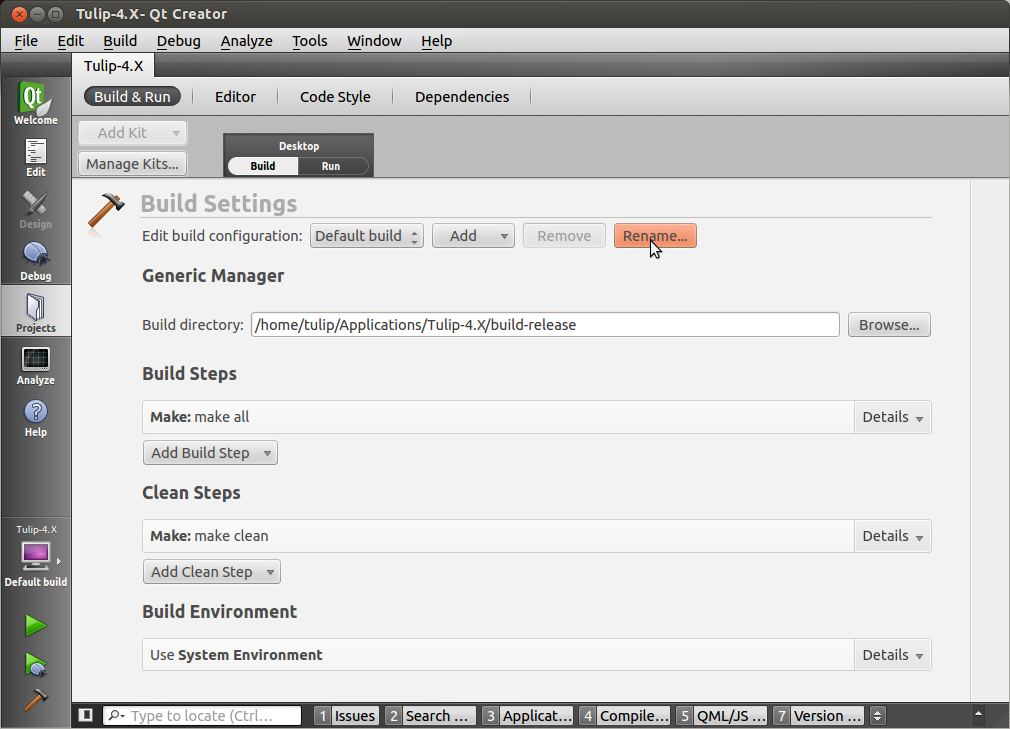 Tulip-4.X- Qt Creator
File Edit Build Debug Analyze Tools Window Help
Tulip-4.X
Build & Run Editor Code Style Dependencies
Qt
Welcome
Edit
Design
Debug
Projects
Analyze
?
Help
Tulip-4.X
Default build
Add Kit
Manage Kits...
Desktop
Build Run
Build Settings
Edit build configuration: Default build Add Remove Rename...
Generic Manager
Build directory: /home/tulip/Applications/Tulip-4.X/build-release Browse...
Build Steps
Make: make all Details
Add Build Step
Clean Steps
Make: make clean Details
Add Clean Step
Build Environment
Use System Environment Details
Type to locate (Ctrl... 1 Issues 2 Search ... 3 Applicat... 4 Compile... 5 QML/JS ... 7 Version ...